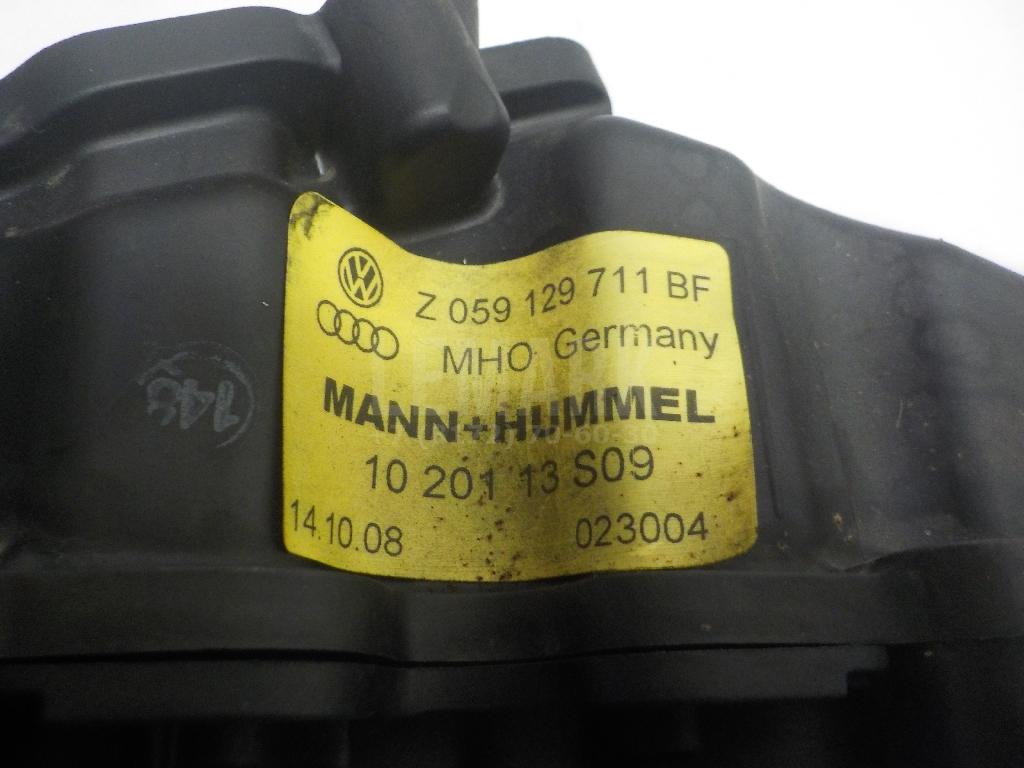 Z 059 129 711 BF
MHO Germany
MANN+HUMMEL
10 201 13 S09
14.10.08
023004